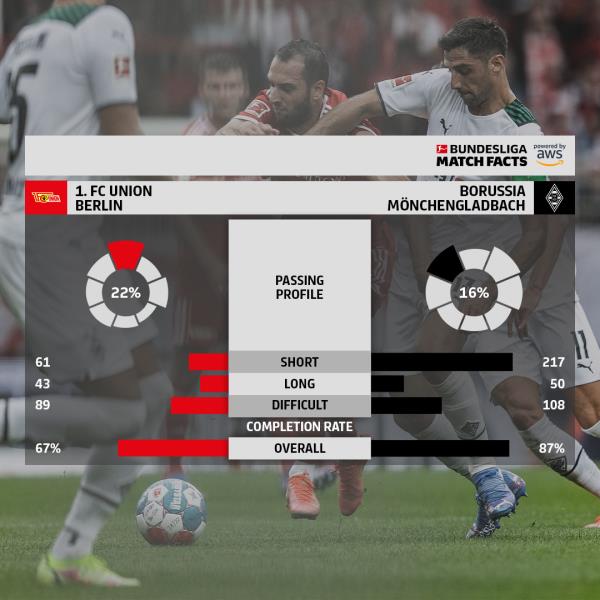 BUNDESLIGA
MATCH FACTS
powered by
aws
1. FC UNION
BERLIN
BORUSSIA
MÖNCHENGLADBACH
22%
PASSING
PROFILE
16%
61 SHORT 217
43 LONG 50
89 DIFFICULT 108
COMPLETION RATE
67% OVERALL 87%
11